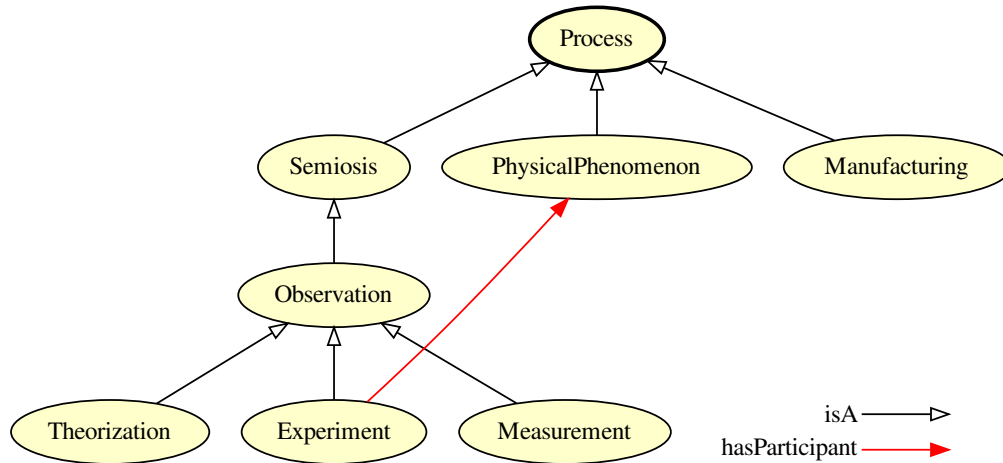 Process
Semiosis
PhysicalPhenomenon
Manufacturing
Observation
Theorization
Experiment
Measurement
isA
hasParticipant